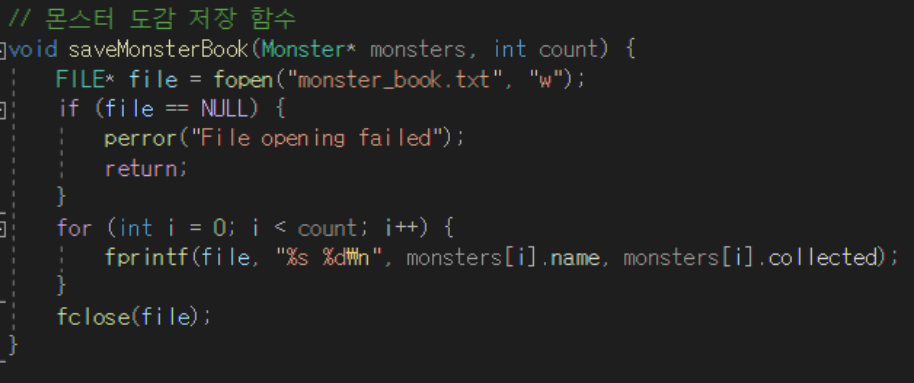 // 몬스터 도감 저장 함수
void saveMonsterBook(Monster* monsters, int count) {
FILE* file = fopen("monster_book.txt", "w");
if (file == NULL) {
perror("File opening failed");
return;
}
for (int i = 0; i < count; i++) {
fprintf(file, "%s %d₩n", monsters[i].name, monsters[i].collected);
}
fclose(file);
}